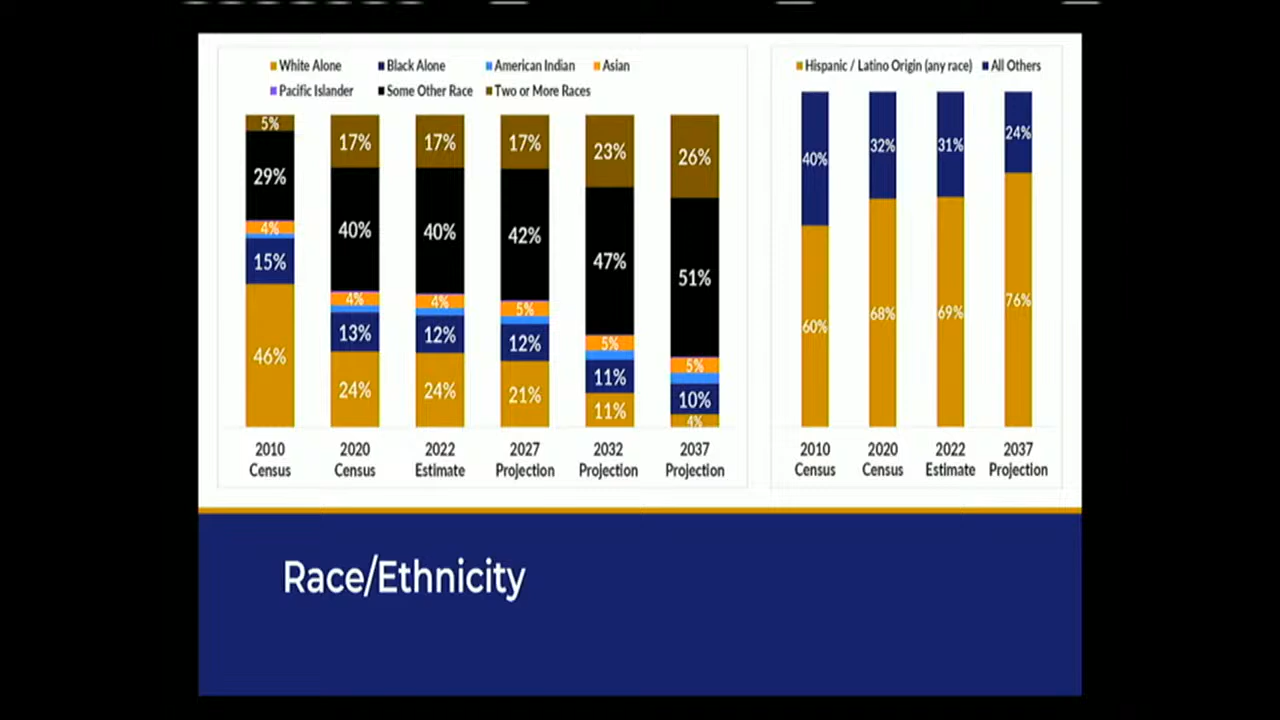 White Alone Black Alone American Indian Asian
Pacific Islander Some Other Race Two or More Races
5% 17% 17% 17% 23% 26%
29% 40% 40% 42% 47% 51%
4% 4% 4% 5% 5% 5%
15% 13% 12% 12% 11% 10%
46% 24% 24% 21% 11% 4%
2010 2020 2022 2027 2032 2037
Census Census Estimate Projection Projection Projection
Hispanic / Latino Origin (any race) All Others
40% 32% 31% 24%
60% 68% 69% 76%
2010 2020 2022 2037
Census Census Estimate Projection
Race/Ethnicity